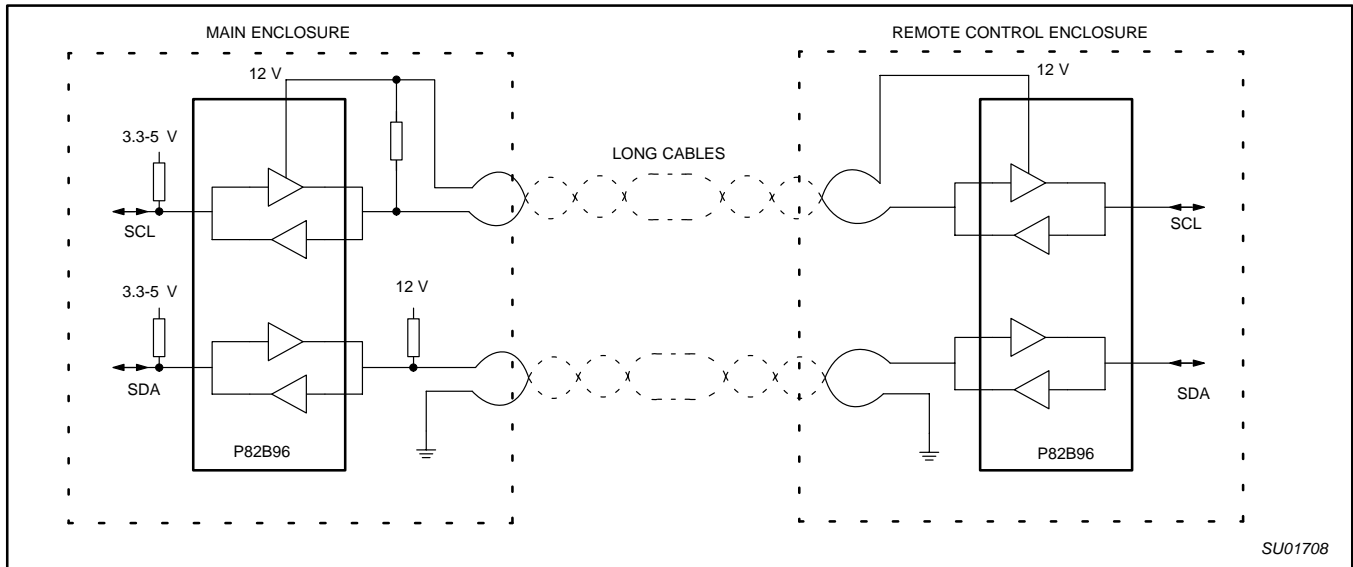 MAIN ENCLOSURE
REMOTE CONTROL ENCLOSURE
12 V
12 V
3.3-5 V
LONG CABLES
SCL
SCL
3.3-5 V
12 V
SDA
SDA
P82B96
P82B96
SU01708